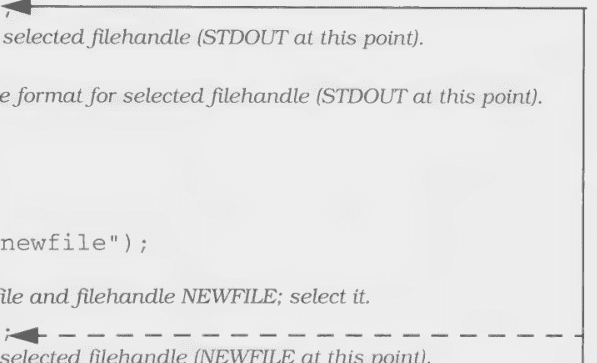 ;
selected filehandle (STDOUT at this point).
e format for selected filehandle (STDOUT at this point).
newfile");
file and filehandle NEWFILE; select it.
;
selected filehandle (NEWFILE at this point).